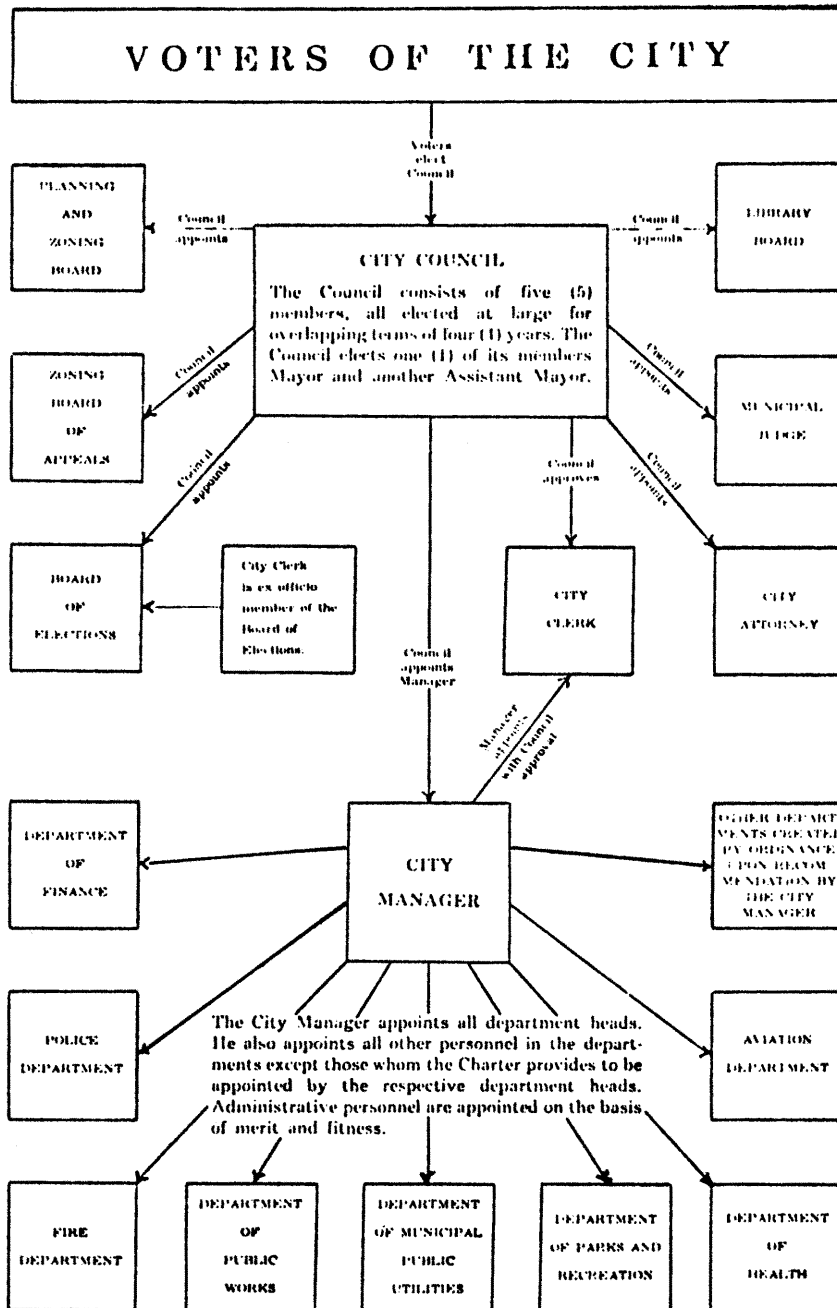 VOTERS OF THE CITY
Voters
elect
Council
PLANNING
AND
ZONING
BOARD
Council
appoints
Council
appoints
LIBRARY
BOARD
CITY COUNCIL
The Council consists of five (5)
members, all elected at large for
overlapping terms of four (4) years. The
Council elects one (1) of its members
Mayor and another Assistant Mayor.
Council
appoints
Council
appoints
ZONING
BOARD
OF
APPEALS
MUNICIPAL
JUDGE
Council
appoints
Council
approves
Council
appoints
BOARD
OF
ELECTIONS
City Clerk
is ex officio
member of the
Board of
Elections.
CITY
CLERK
CITY
ATTORNEY
Council
appoints
Manager
Manager
appoints
with Council
approval
DEPARTMENT
OF
FINANCE
CITY
MANAGER
OTHER DEPART
MENTS CREATED
BY ORDINANCE
UPON RECOM
MENDATION BY
THE CITY
MANAGER
POLICE
DEPARTMENT
The City Manager appoints all department heads.
He also appoints all other personnel in the depart-
ments except those whom the Charter provides to be
appointed by the respective department heads.
Administrative personnel are appointed on the basis
of merit and fitness.
AVIATION
DEPARTMENT
FIRE
DEPARTMENT
DEPARTMENT
OF
PUBLIC
WORKS
DEPARTMENT
OF MUNICIPAL
PUBLIC
UTILITIES
DEPARTMENT
OF PARKS AND
RECREATION
DEPARTMENT
OF
HEALTH